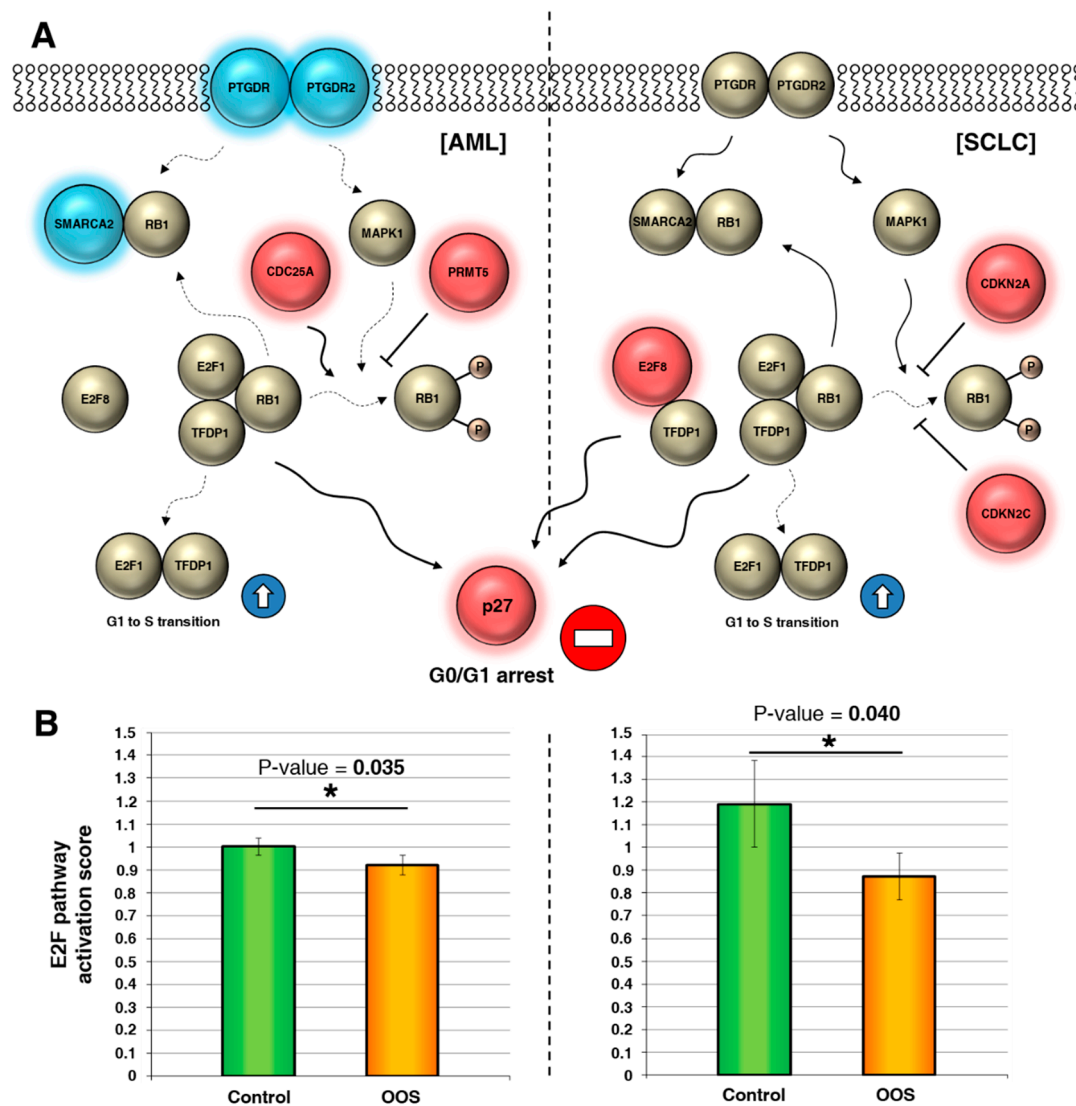 A
PTGDR PTGDR2
[AML]
SMARCA2 RB1
MAPK1
CDC25A
PRMT5
E2F8
E2F1
RB1
TFDP1
RB1
P
P
E2F1 TFDP1
G1 to S transition
PTGDR PTGDR2
[SCLC]
SMARCA2 RB1
MAPK1
CDKN2A
E2F8
TFDP1
E2F1
RB1
TFDP1
RB1
P
P
CDKN2C
E2F1 TFDP1
G1 to S transition
p27
G0/G1 arrest
B
E2F pathway
activation score
1.5
1.4
1.3
1.2
1.1
1
0.9
0.8
0.7
0.6
0.5
0.4
0.3
0.2
0.1
0
P-value = 0.035
*
Control OOS
1.5
1.4
1.3
1.2
1.1
1
0.9
0.8
0.7
0.6
0.5
0.4
0.3
0.2
0.1
0
P-value = 0.040
*
Control OOS